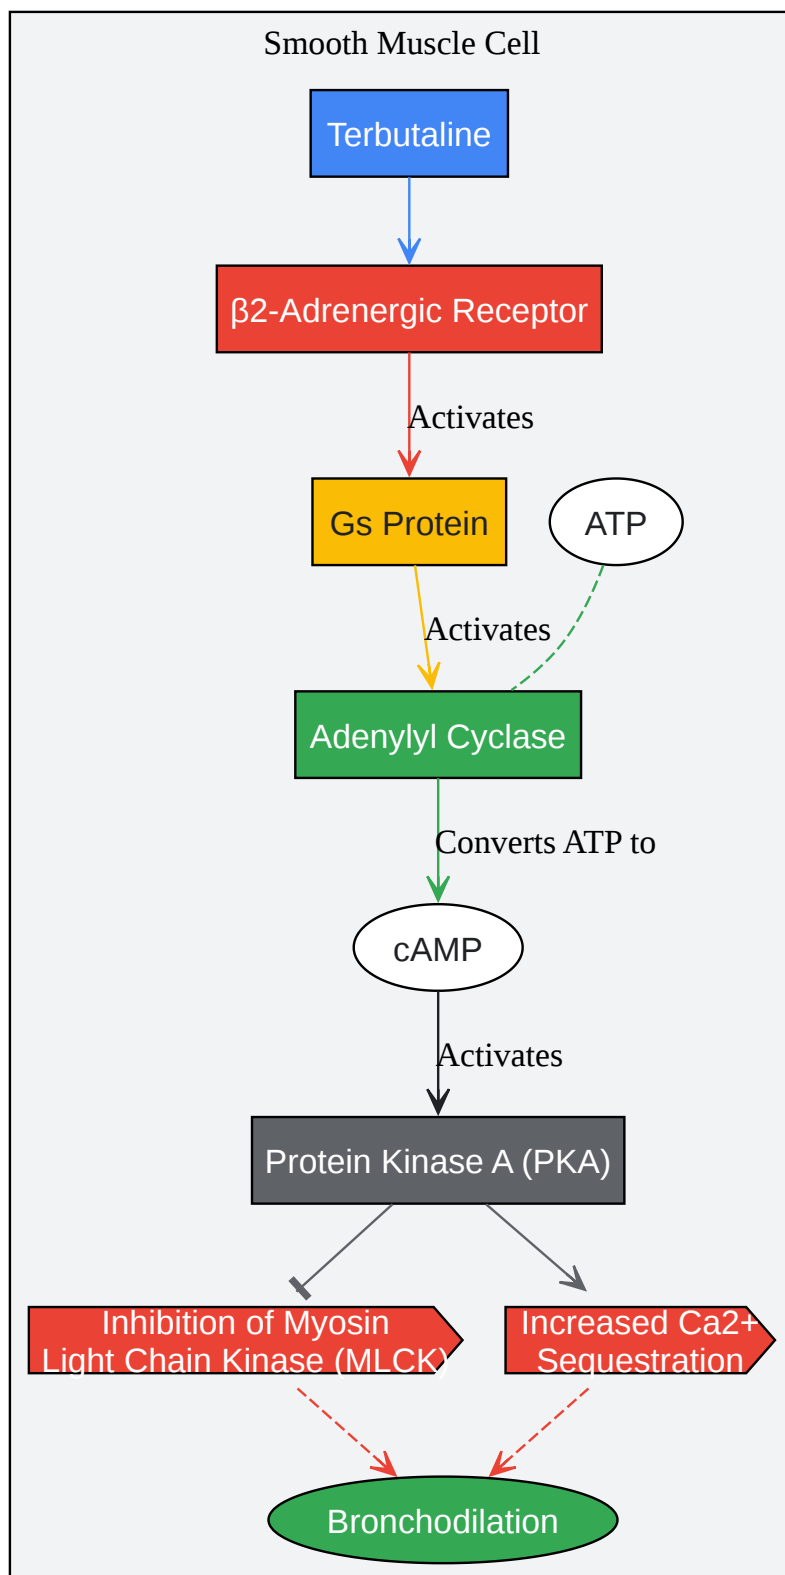 Smooth Muscle Cell
Terbutaline
β2-Adrenergic Receptor
Activates
Gs Protein
ATP
Activates
Adenylyl Cyclase
Converts ATP to
cAMP
Activates
Protein Kinase A (PKA)
Inhibition of Myosin
Light Chain Kinase (MLCK)
Increased Ca2+
Sequestration
Bronchodilation